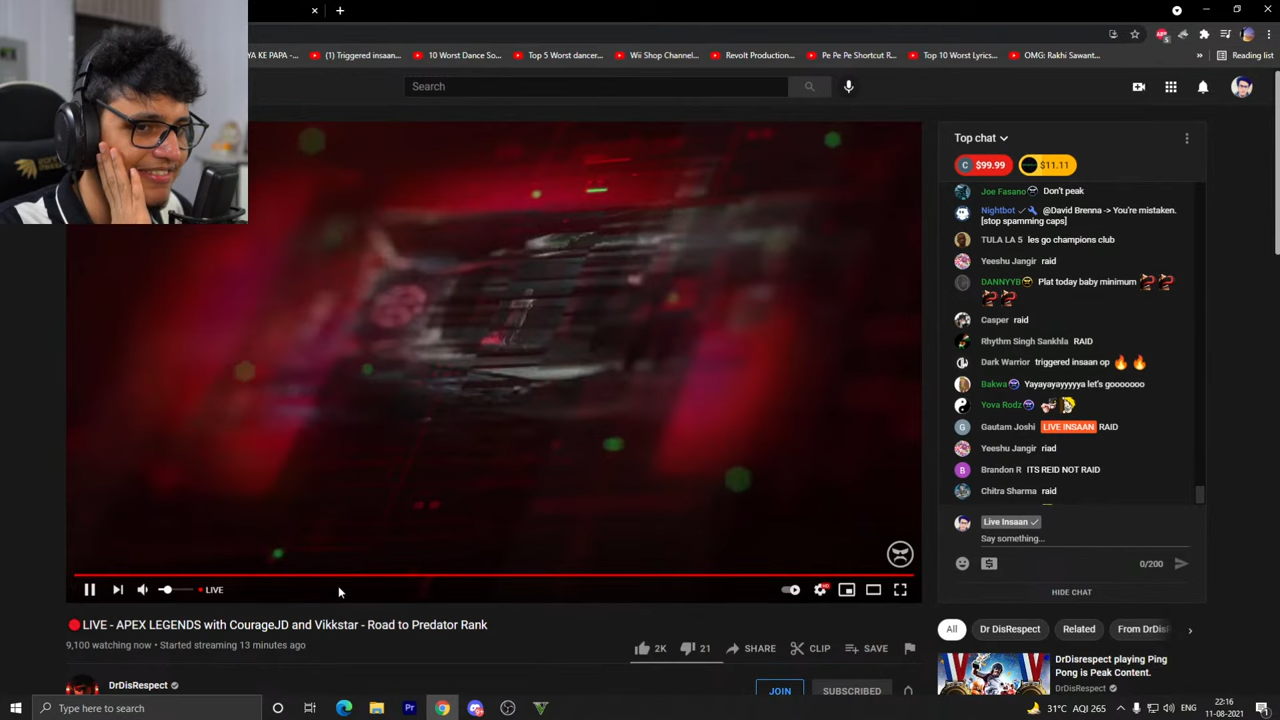 YA KE PAPA -...
(1) Triggered insaan...
10 Worst Dance So...
Top 5 Worst dancer...
Wii Shop Channel...
Revolt Production...
Pe Pe Pe Shortcut R...
Top 10 Worst Lyrics...
OMG: Rakhi Sawant...
Reading list
Search
Top chat
C $99.99
$11.11
Joe Fasano Don't peak
Nightbot @David Brenna -> You're mistaken.
[stop spamming caps]
TULA LA 5 les go champions club
Yeeshu Jangir raid
DANNYYB Plat today baby minimum
Casper raid
Rhythm Singh Sankhla RAID
Dark Warrior triggered insaan op
Bakwa Yayayayayyyyya let's gooooooo
Yova Rodz
G Gautam Joshi LIVE INSAAN RAID
Yeeshu Jangir riad
B Brandon R ITS REID NOT RAID
Chitra Sharma raid
Live Insaan
Say something...
0/200
HIDE CHAT
LIVE
HD
LIVE - APEX LEGENDS with CourageJD and Vikkstar - Road to Predator Rank
9,100 watching now • Started streaming 13 minutes ago
2K
21
SHARE
CLIP
SAVE
All
Dr DisRespect
Related
From DrDisR
DrDisRespect
JOIN
SUBSCRIBED
DrDisrespect playing Ping
Pong is Peak Content.
DrDisRespect
Type here to search
Pr
31°C AQI 265
22:16
11-08-2021